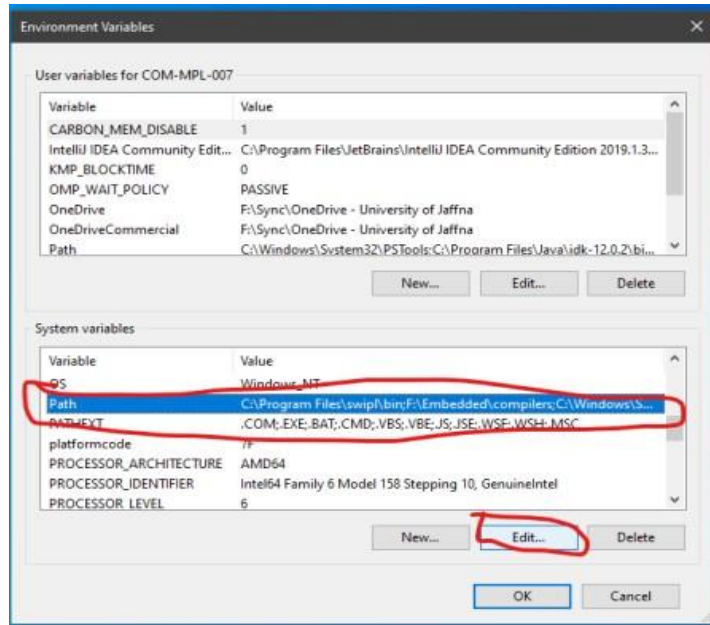 Environment Variables
User variables for COM-MPL-007
Variable Value
CARBON_MEM_DISABLE 1
IntelliJ IDEA Community Edit... C:\Program Files\JetBrains\IntelliJ IDEA Community Edition 2019.1.3...
KMP_BLOCKTIME 0
OMP_WAIT_POLICY PASSIVE
OneDrive F:\Sync\OneDrive - University of Jaffna
OneDriveCommercial F:\Sync\OneDrive - University of Jaffna
Path C:\Windows\System32\PSTools;C:\Program Files\Java\jdk-12.0.2\bi...
New... Edit... Delete
System variables
Variable Value
OS Windows_NT
Path C:\Program Files\swipl\bin;F:\Embedded\compilers;C:\Windows\S...
PATHEXT .COM;.EXE;.BAT;.CMD;.VBS;.VBE;.JS;.JSE;.WSF;.WSH;.MSC
platformcode 7F
PROCESSOR_ARCHITECTURE AMD64
PROCESSOR_IDENTIFIER Intel64 Family 6 Model 158 Stepping 10, GenuineIntel
PROCESSOR_LEVEL 6
New... Edit... Delete
OK Cancel